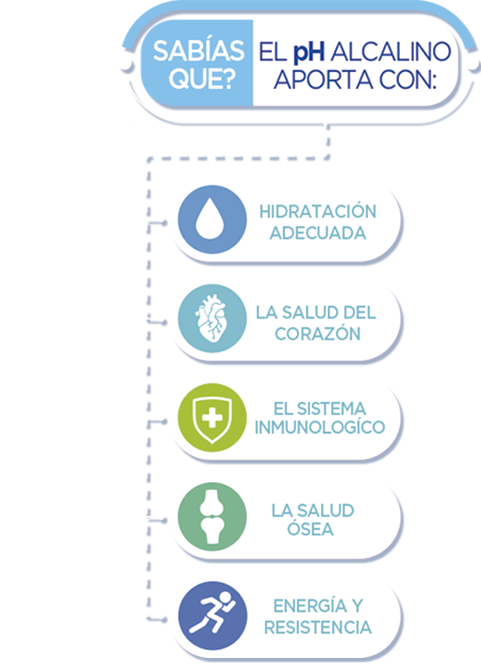 SABÍAS
QUE?
EL pH ALCALINO
APORTA CON:
HIDRATACIÓN
ADECUADA
LA SALUD DEL
CORAZÓN
EL SISTEMA
INMUNOLOGÍCO
LA SALUD
ÓSEA
ENERGÍA Y
RESISTENCIA